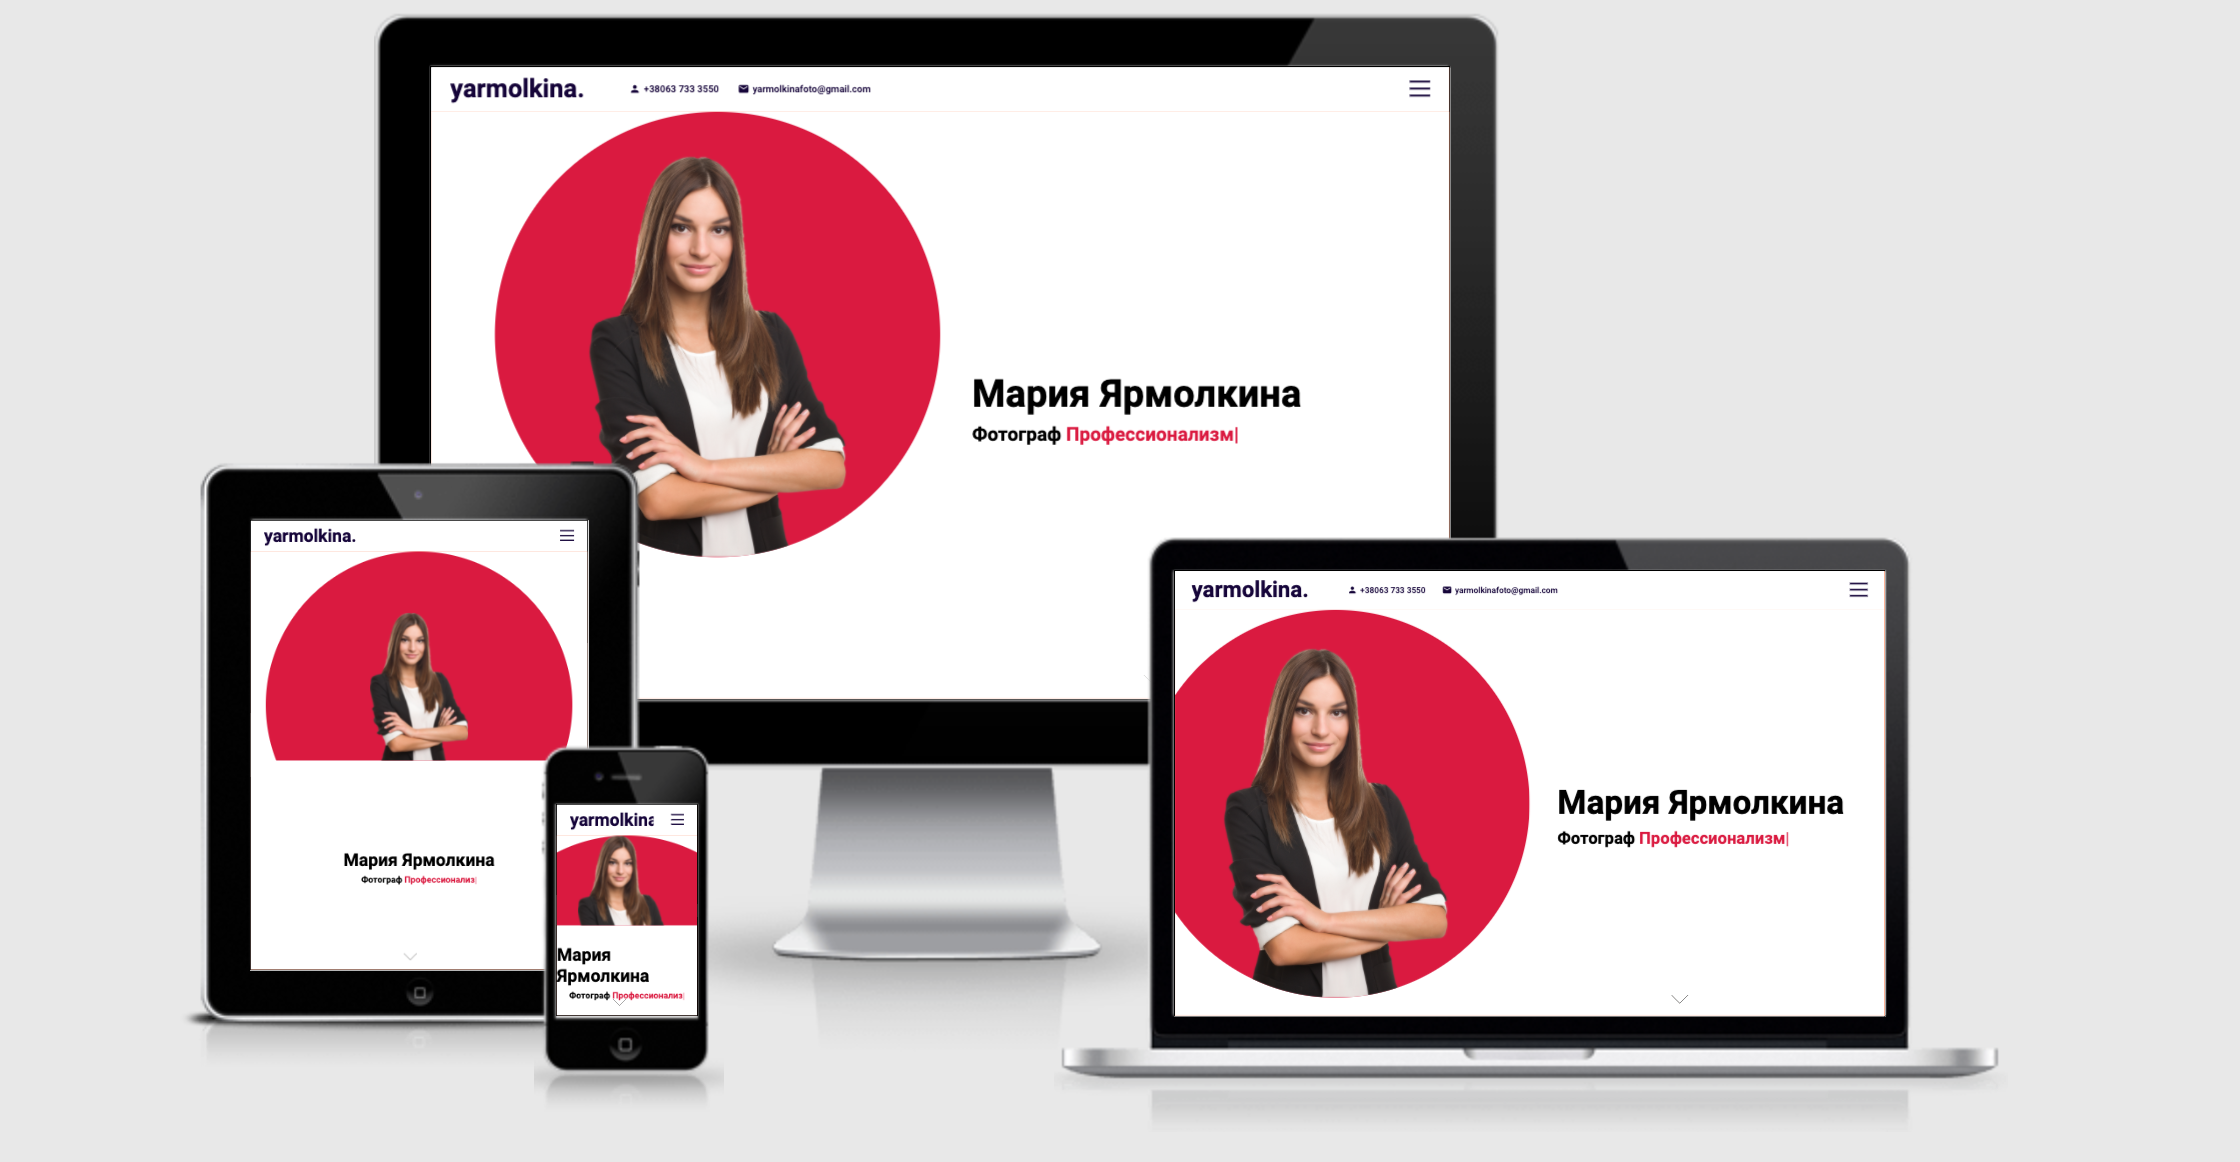 yarmolkina. +38063 733 3550 yarmolkinafoto@gmail.com
Мария Ярмолкина
Фотограф Профессионализм|
yarmolkina.
Мария Ярмолкина
Фотограф Профессионализ|
yarmolkina
Мария
Ярмолкина
Фотограф Профессионализ|
yarmolkina. +38063 733 3550 yarmolkinafoto@gmail.com
Мария Ярмолкина
Фотограф Профессионализм|